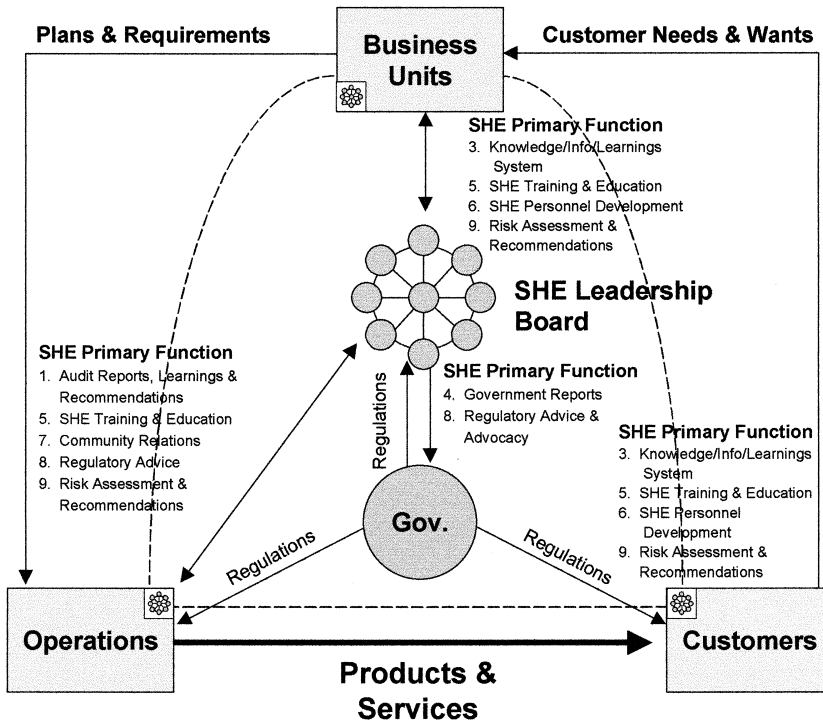 Plans & Requirements
Business
Units
Customer Needs & Wants
SHE Primary Function
3. Knowledge/Info/Learnings
System
5. SHE Training & Education
6. SHE Personnel Development
9. Risk Assessment &
Recommendations
SHE Leadership
Board
SHE Primary Function
1. Audit Reports, Learnings &
Recommendations
5. SHE Training & Education
7. Community Relations
8. Regulatory Advice
9. Risk Assessment &
Recommendations
Regulations
SHE Primary Function
4. Government Reports
8. Regulatory Advice &
Advocacy
SHE Primary Function
3. Knowledge/Info/Learnings
System
5. SHE Training & Education
6. SHE Personnel
Development
9. Risk Assessment &
Recommendations
Gov.
Regulations
Regulations
Operations
Customers
Products &
Services